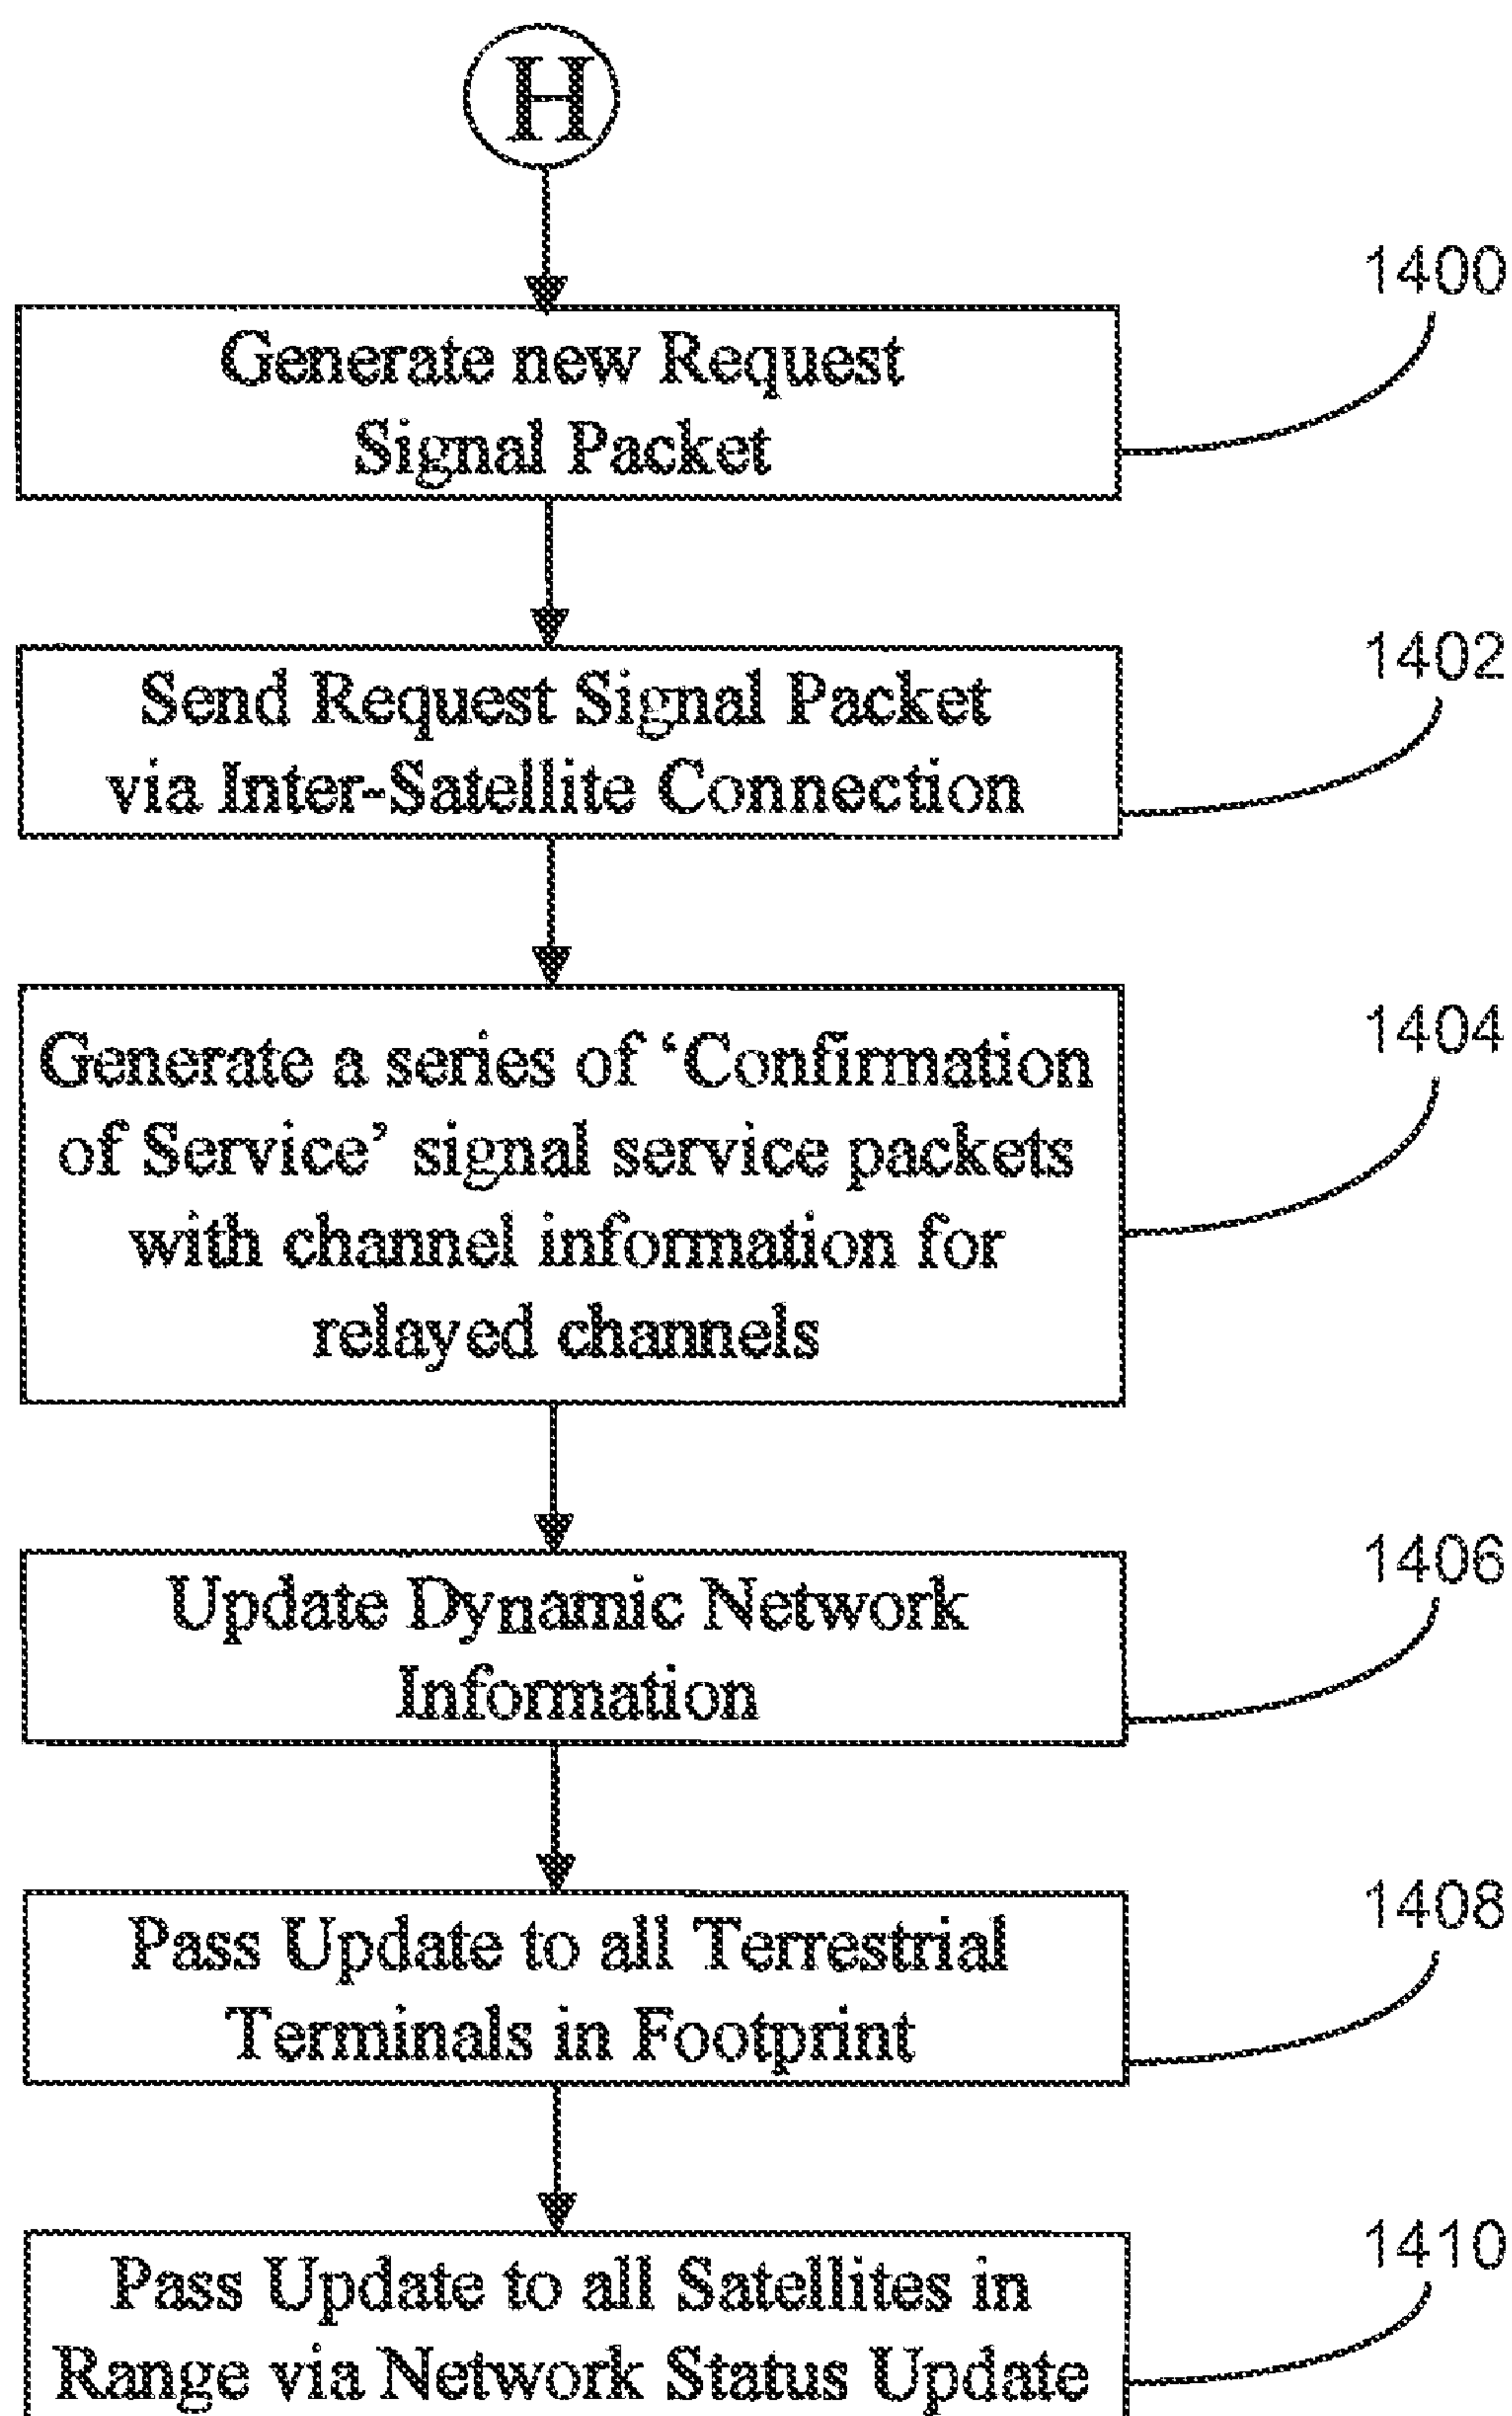 H
1400
Generate new Request
Signal Packet
1402
Send Request Signal Packet
via Inter-Satellite Connection
1404
Generate a series of ‘Confirmation
of Service’ signal service packets
with channel information for
relayed channels
1406
Update Dynamic Network
Information
1408
Pass Update to all Terrestrial
Terminals in Footprint
1410
Pass Update to all Satellites in
Range via Network Status Update